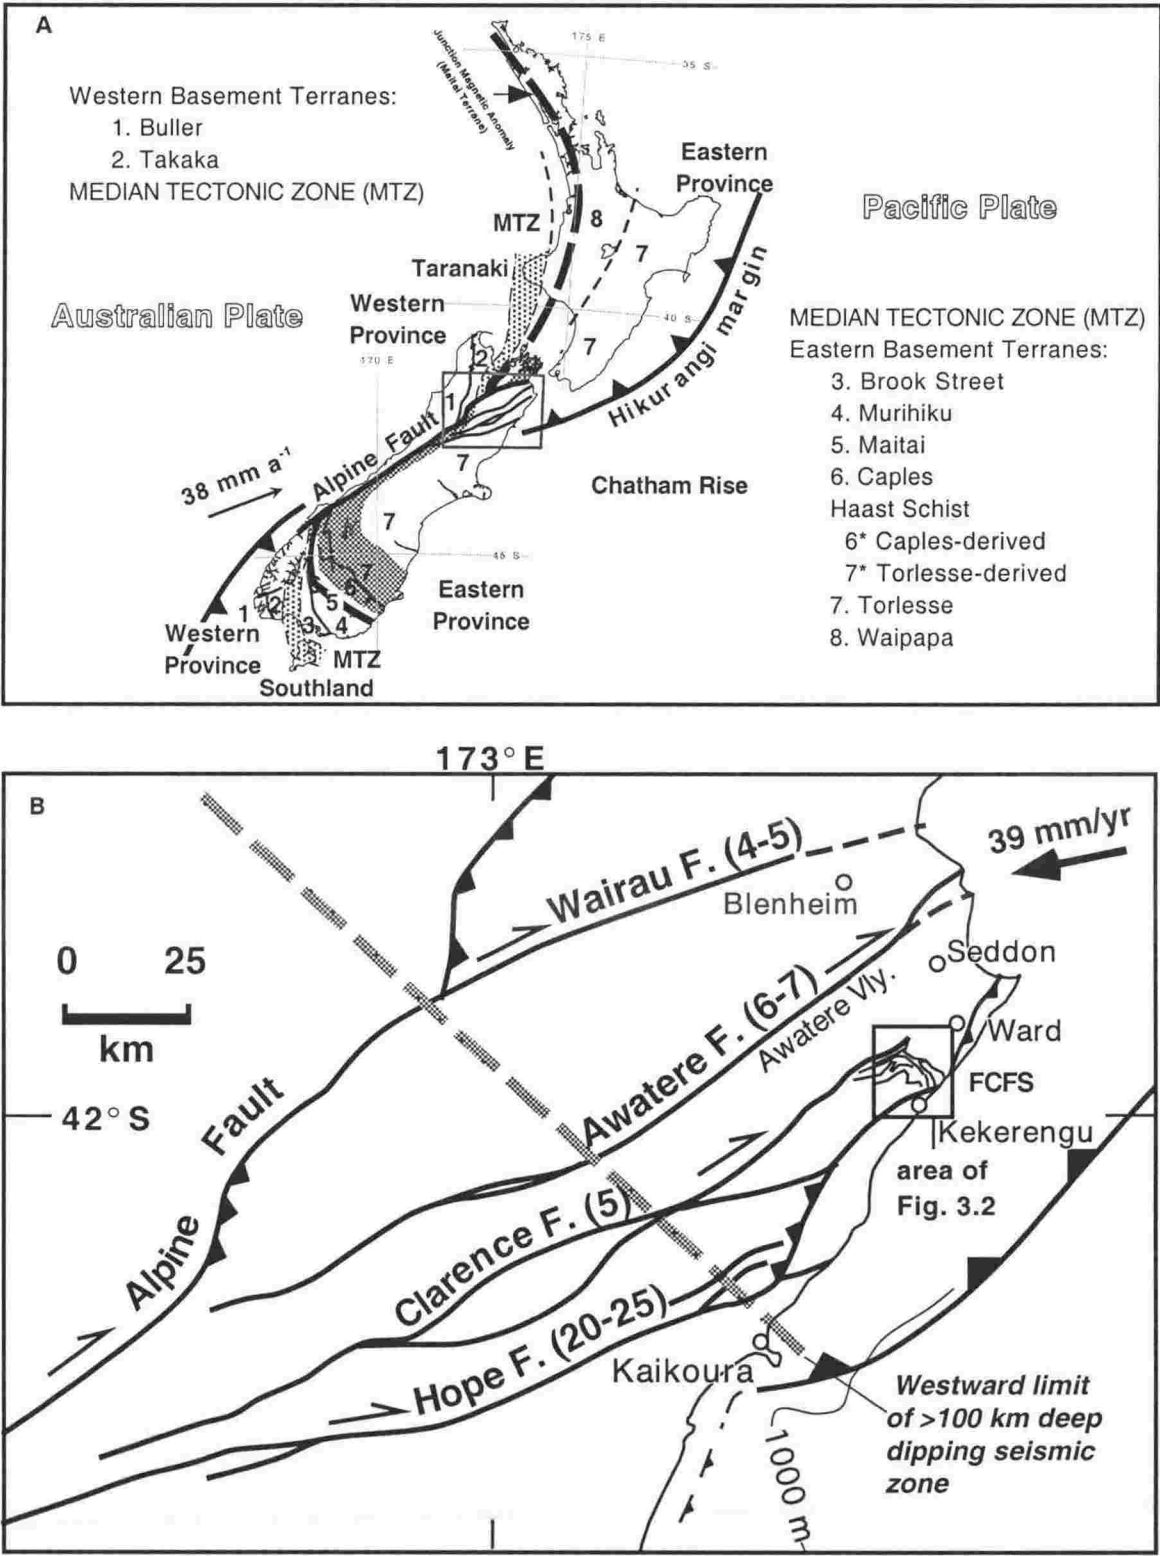 A
175 E
35 S
Junction Magnetic Anomaly
(Maitai Terrane)
Western Basement Terranes:
1. Buller
2. Takaka
MEDIAN TECTONIC ZONE (MTZ)
Eastern
Province
Pacific Plate
MTZ
8
7
Taranaki
Australian Plate
Western
Province
40 S
7
Hikurangi margin
MEDIAN TECTONIC ZONE (MTZ)
Eastern Basement Terranes:
3. Brook Street
4. Murihiku
5. Maitai
6. Caples
Haast Schist
6* Caples-derived
7* Torlesse-derived
7. Torlesse
8. Waipapa
170 E
2
1
Alpine Fault
7
Chatham Rise
38 mm a⁻¹
7
45 S
7
6
5
4
3
Eastern
Province
1
2
Western
Province
MTZ
Southland
173° E
B
39 mm/yr
Wairau F. (4-5)
Blenheim
0 25
km
Seddon
Awatere F. (6-7)
Awatere Vly.
Ward
FCFS
42° S
Kekerengu
area of
Fig. 3.2
Alpine Fault
Clarence F. (5)
Hope F. (20-25)
Kaikoura
Westward limit
of >100 km deep
dipping seismic
zone
1000 m